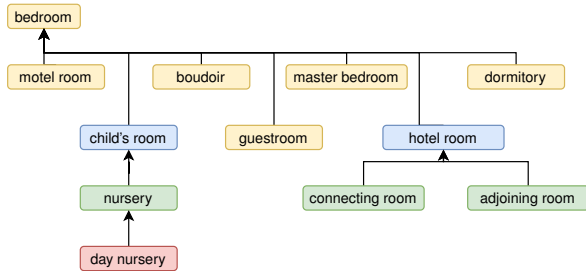 bedroom
motel room
boudoir
master bedroom
dormitory
child's room
guestroom
hotel room
nursery
connecting room
adjoining room
day nursery